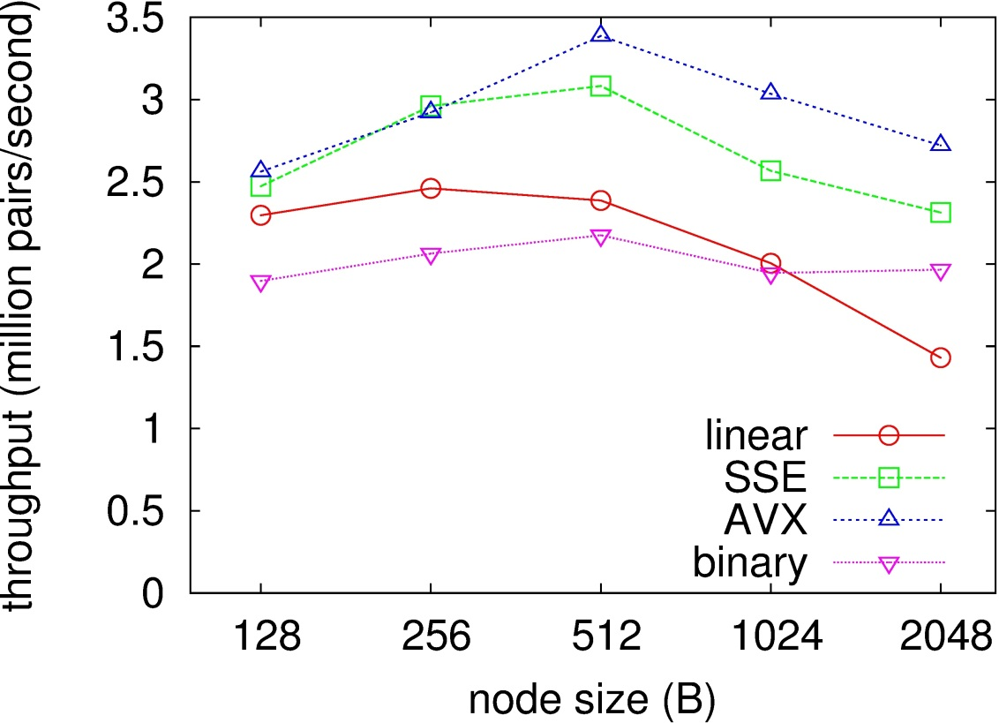 throughput (million pairs/second)
3.5
3
2.5
2
1.5
1
0.5
0
linear
SSE
AVX
binary
128 256 512 1024 2048
node size (B)